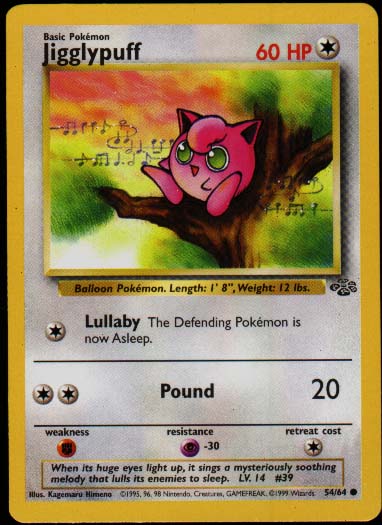 Basic Pokémon
Jigglypuff 60 HP
Balloon Pokémon. Length: 1' 8", Weight: 12 lbs.
Lullaby The Defending Pokémon is
now Asleep.
Pound 20
weakness resistance retreat cost
-30
When its huge eyes light up, it sings a mysteriously soothing
melody that lulls its enemies to sleep. LV. 14 #39
Illus. Kagemaru Himeno ©1995, 96, 98 Nintendo, Creatures, GAMEFREAK. ©1999 Wizards. 54/64